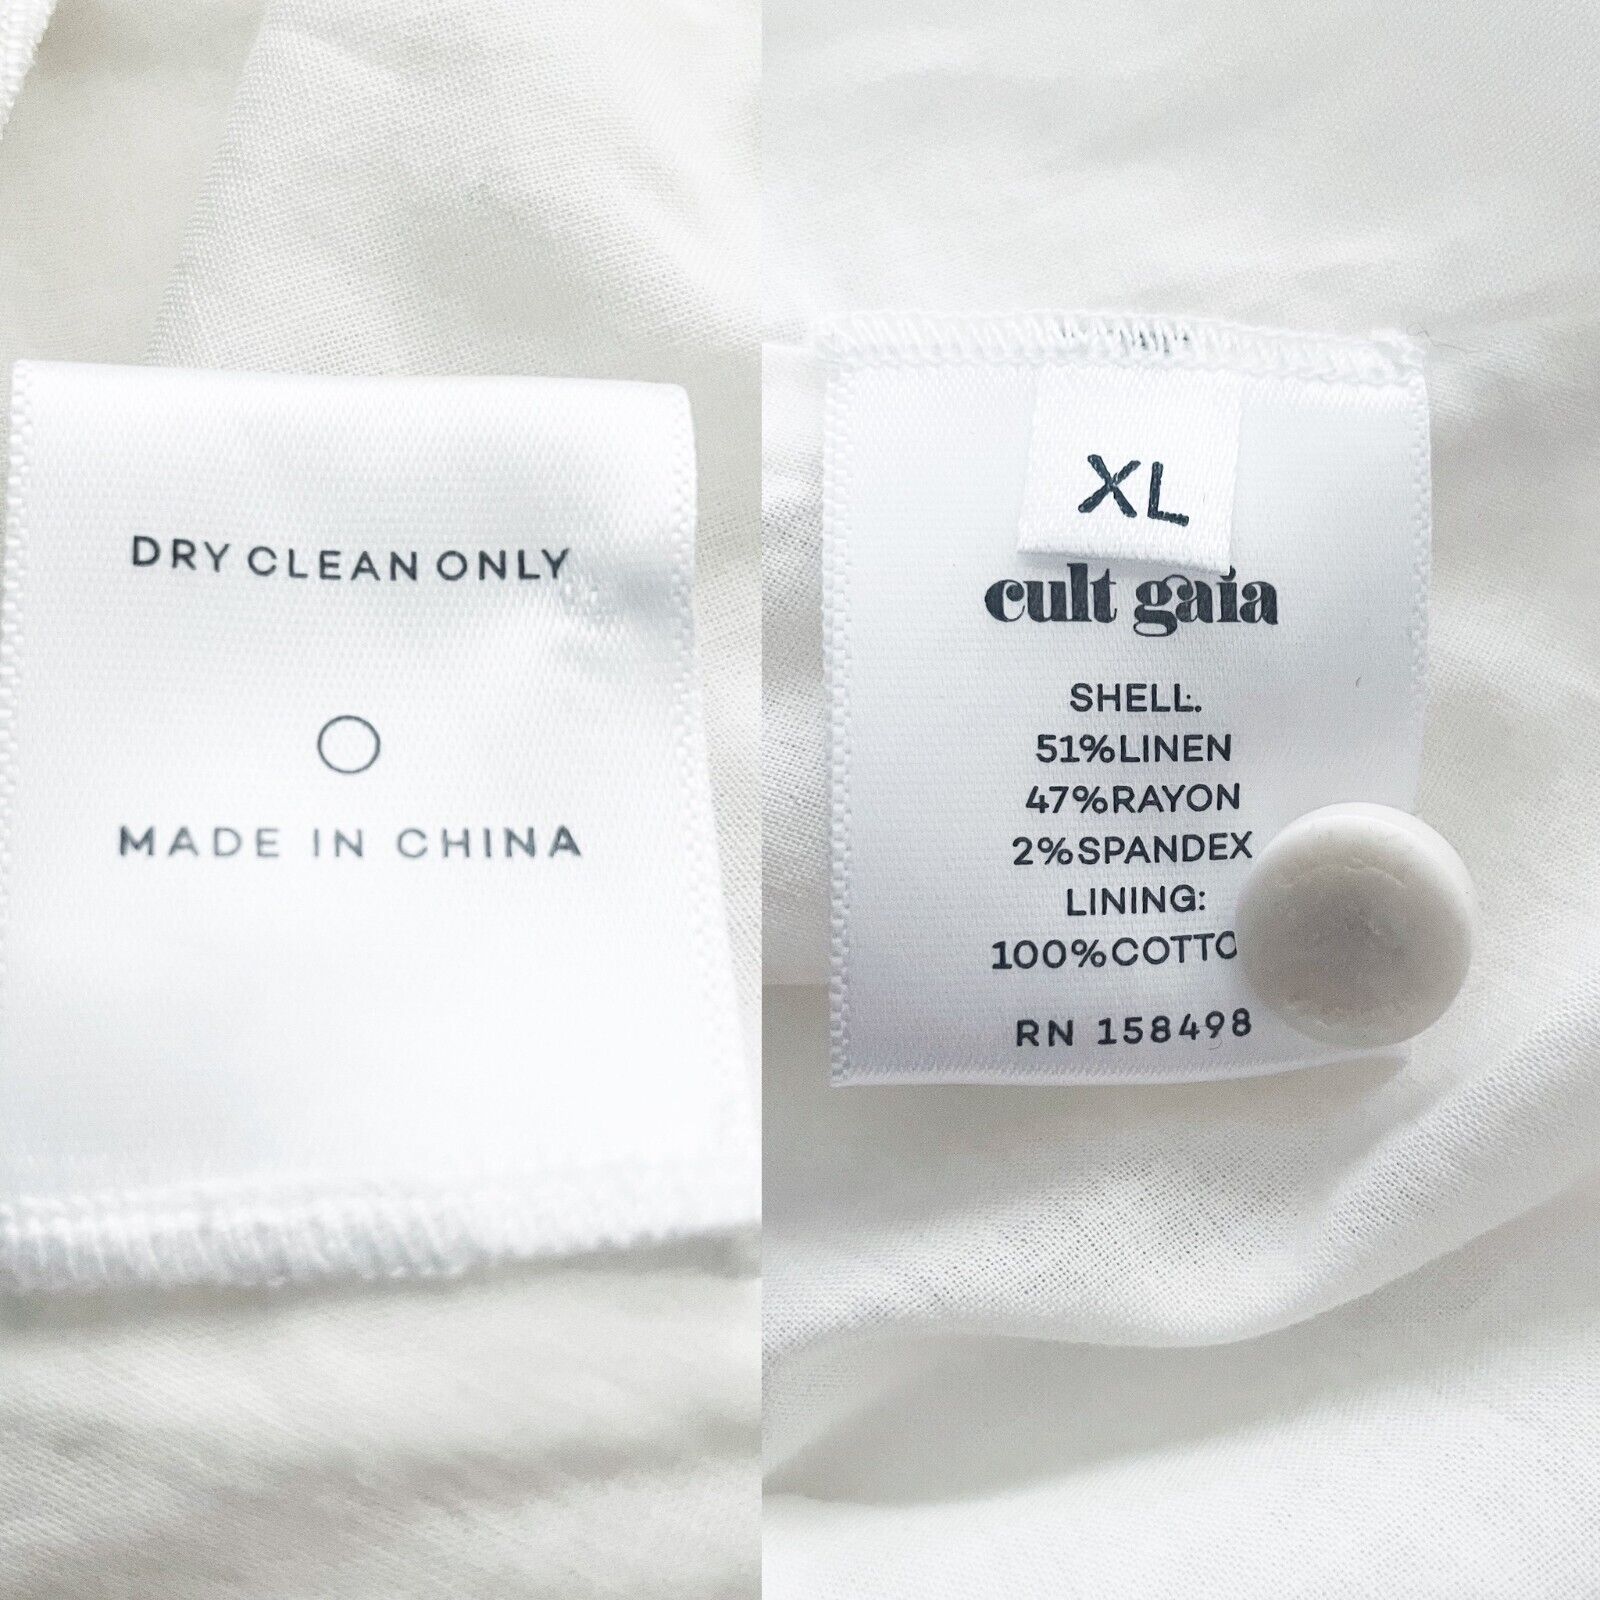 DRY CLEAN ONLY
MADE IN CHINA
XL
cult gaia
SHELL:
51%LINEN
47%RAYON
2%SPANDEX
LINING:
100%COTTO
RN 158498